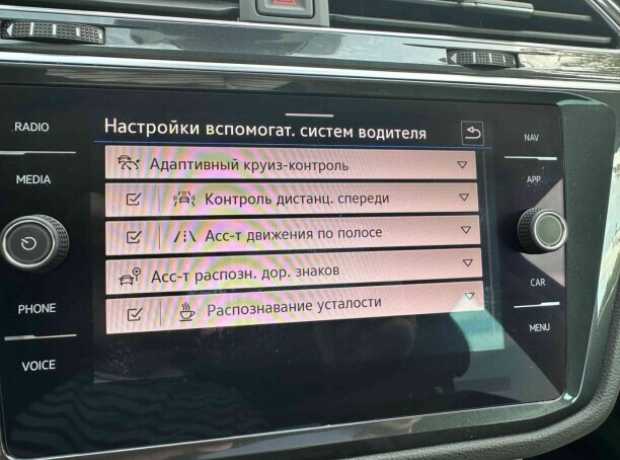 RADIO
MEDIA
PHONE
VOICE
Настройки вспомогат. систем водителя
Адаптивный круиз-контроль
Контроль дистанц. спереди
Асс-т движения по полосе
Асс-т распозн. дор. знаков
Распознавание усталости
NAV
APP
CAR
MENU